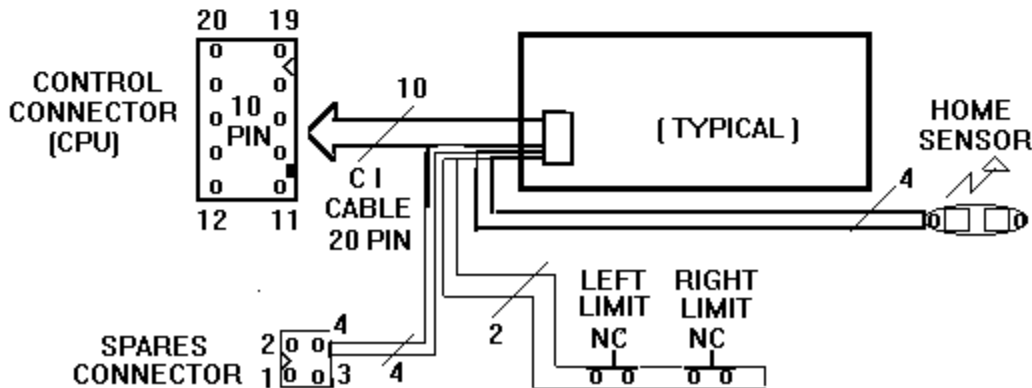 20 19
CONTROL
CONNECTOR
(CPU)
10
PIN
12 11
10
C I
CABLE
20 PIN
( TYPICAL )
HOME
SENSOR
4
2
LEFT
LIMIT
NC
RIGHT
LIMIT
NC
SPARES
CONNECTOR
2 4
1 3
4